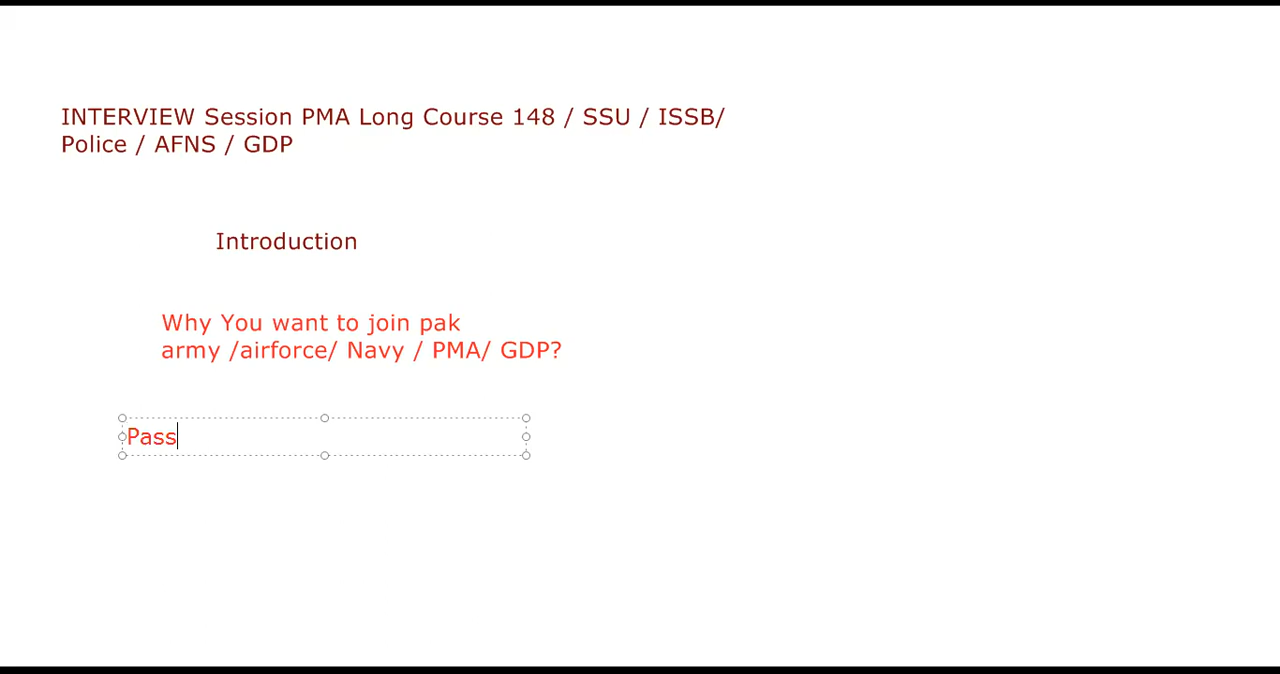 INTERVIEW Session PMA Long Course 148 / SSU / ISSB/
Police / AFNS / GDP
Introduction
Why You want to join pak
army /airforce/ Navy / PMA/ GDP?
Pass